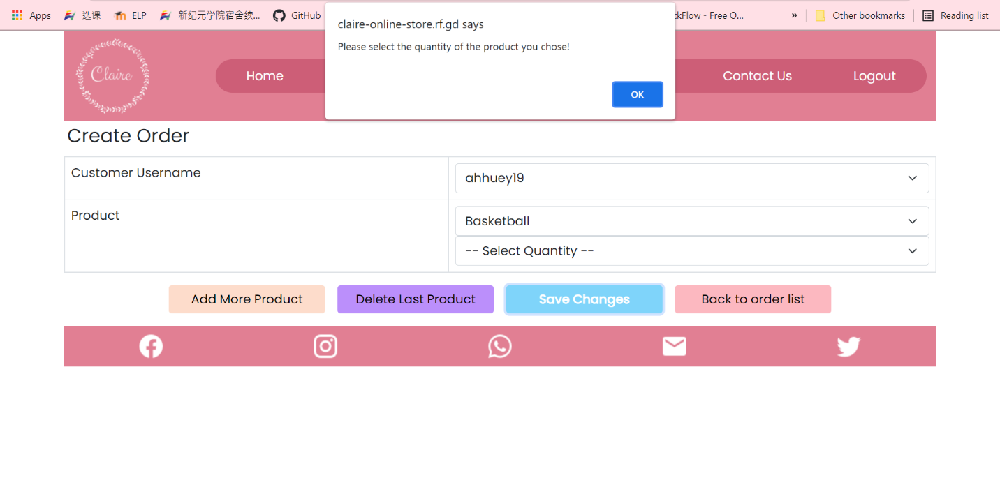 Apps
选课
ELP
新纪元学院宿舍续...
GitHub
ckFlow - Free O...
»
Other bookmarks
Reading list
claire-online-store.rf.gd says
Please select the quantity of the product you chose!
OK
Claire
Home
Contact Us
Logout
Create Order
Customer Username
ahhuey19
Product
Basketball
-- Select Quantity --
Add More Product
Delete Last Product
Save Changes
Back to order list